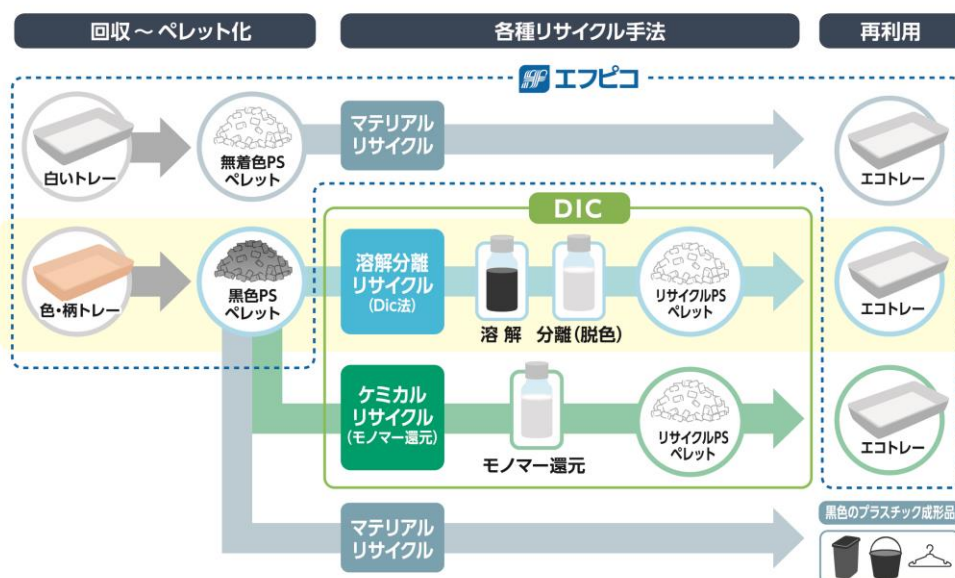 回収～ペレット化
各種リサイクル手法
再利用
FP エフピコ
白いトレー
無着色PS
ペレット
マテリアル
リサイクル
エコトレー
DIC
色・柄トレー
黒色PS
ペレット
溶解分離
リサイクル
(Dic法)
溶解
分離(脱色)
リサイクルPS
ペレット
エコトレー
ケミカル
リサイクル
(モノマー還元)
モノマー還元
リサイクルPS
ペレット
エコトレー
マテリアル
リサイクル
黒色のプラスチック成形品